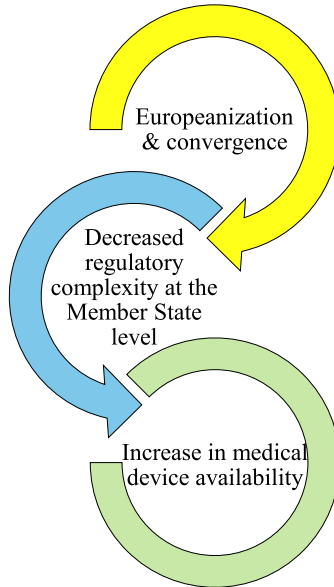 Europeanization
& convergence
Decreased
regulatory
complexity at the
Member State
level
Increase in medical
device availability